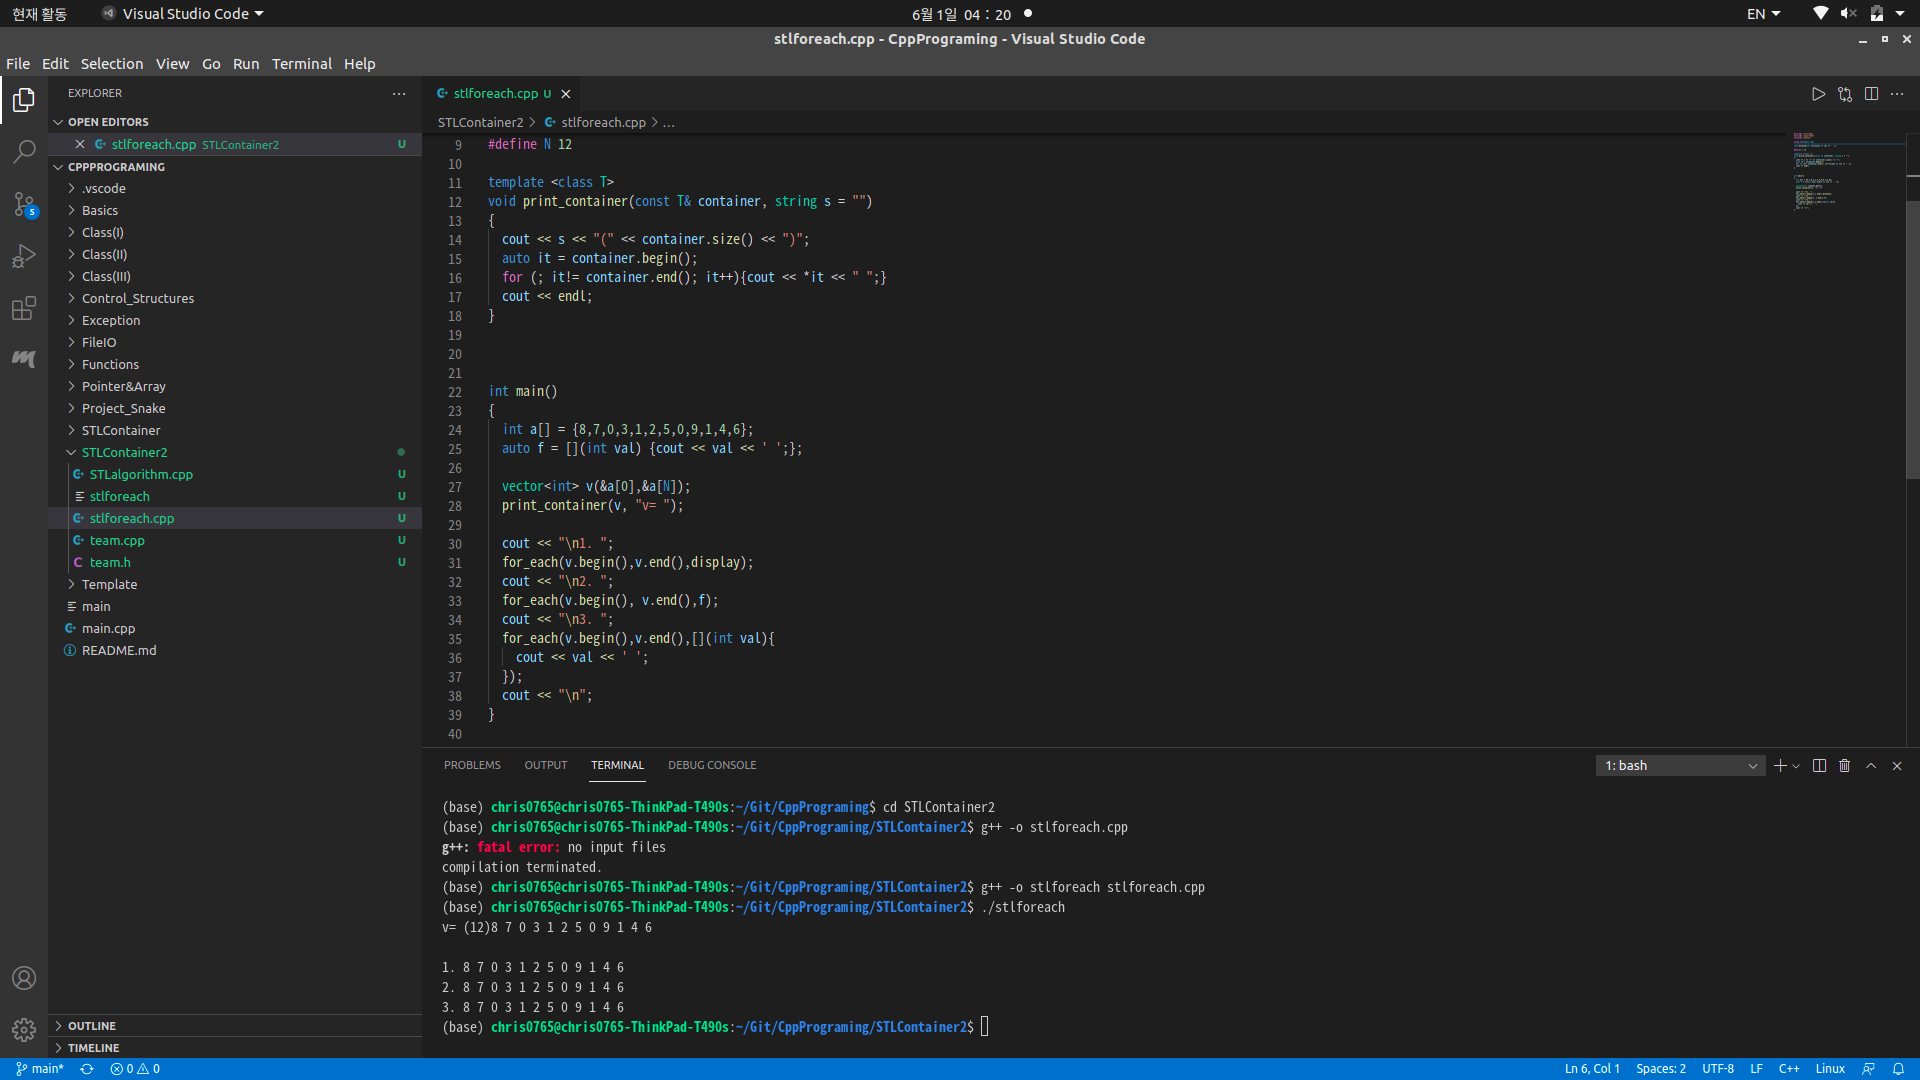 현재 활동
Visual Studio Code
6월 1일 04 : 20
EN
stlforeach.cpp - CppPrograming - Visual Studio Code
File Edit Selection View Go Run Terminal Help
EXPLORER
OPEN EDITORS
stlforeach.cpp STLContainer2 U
CPPPROGRAMING
.vscode
Basics
Class(I)
Class(II)
Class(III)
Control_Structures
Exception
FileIO
Functions
Pointer&Array
Project_Snake
STLContainer
STLContainer2
STLalgorithm.cpp U
stlforeach U
stlforeach.cpp U
team.cpp U
team.h U
Template
main
main.cpp
README.md
OUTLINE
TIMELINE
5
stlforeach.cpp U
STLContainer2 > stlforeach.cpp > ...
9 #define N 12
10
11 template <class T>
12 void print_container(const T& container, string s = "")
13 {
14 cout << s << "(" << container.size() << ")";
15 auto it = container.begin();
16 for (; it!= container.end(); it++){cout << *it << " ";}
17 cout << endl;
18 }
19
20
21
22 int main()
23 {
24 int a[] = {8,7,0,3,1,2,5,0,9,1,4,6};
25 auto f = [](int val) {cout << val << ' ';};
26
27 vector<int> v(&a[0],&a[N]);
28 print_container(v, "v= ");
29
30 cout << "\n1. ";
31 for_each(v.begin(),v.end(),display);
32 cout << "\n2. ";
33 for_each(v.begin(), v.end(),f);
34 cout << "\n3. ";
35 for_each(v.begin(),v.end(),[](int val){
36 cout << val << ' ';
37 });
38 cout << "\n";
39 }
40
PROBLEMS OUTPUT TERMINAL DEBUG CONSOLE
1: bash
(base) chris0765@chris0765-ThinkPad-T490s:~/Git/CppPrograming$ cd STLContainer2
(base) chris0765@chris0765-ThinkPad-T490s:~/Git/CppPrograming/STLContainer2$ g++ -o stlforeach.cpp
g++: fatal error: no input files
compilation terminated.
(base) chris0765@chris0765-ThinkPad-T490s:~/Git/CppPrograming/STLContainer2$ g++ -o stlforeach stlforeach.cpp
(base) chris0765@chris0765-ThinkPad-T490s:~/Git/CppPrograming/STLContainer2$ ./stlforeach
v= (12)8 7 0 3 1 2 5 0 9 1 4 6
1. 8 7 0 3 1 2 5 0 9 1 4 6
2. 8 7 0 3 1 2 5 0 9 1 4 6
3. 8 7 0 3 1 2 5 0 9 1 4 6
(base) chris0765@chris0765-ThinkPad-T490s:~/Git/CppPrograming/STLContainer2$
main* 0 0
Ln 6, Col 1 Spaces: 2 UTF-8 LF C++ Linux